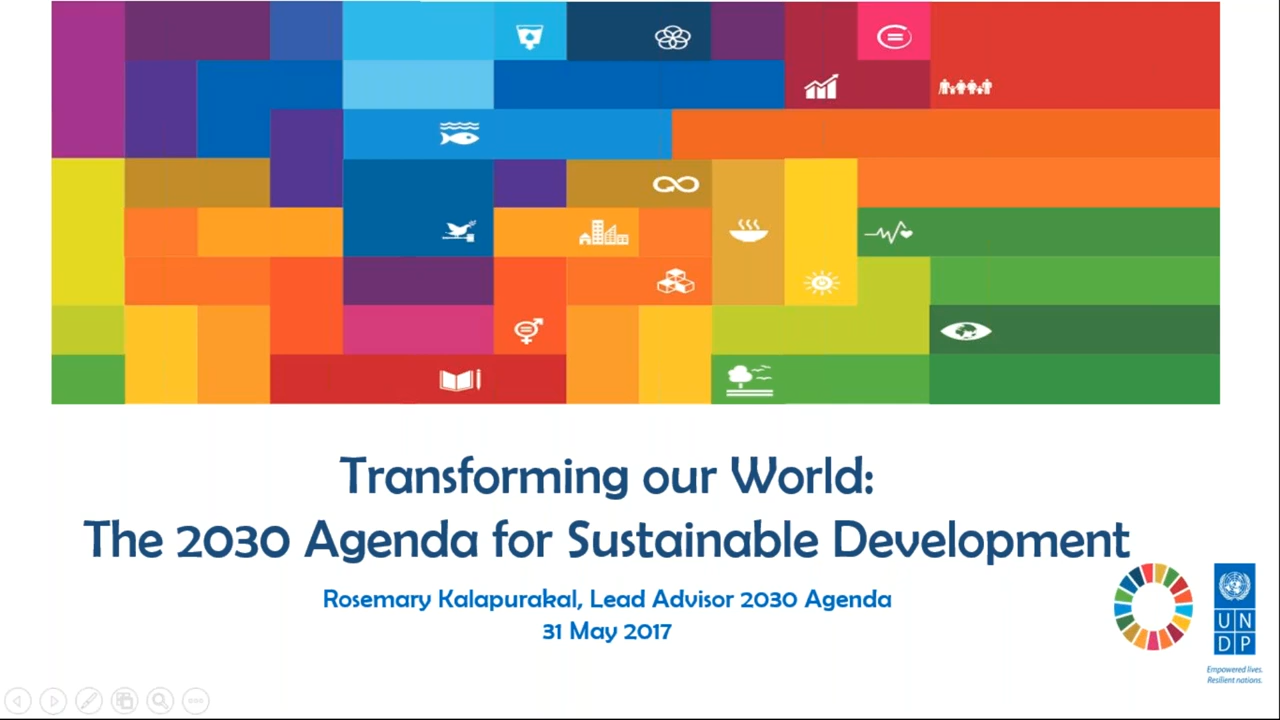 Transforming our World:
The 2030 Agenda for Sustainable Development
Rosemary Kalapurakal, Lead Advisor 2030 Agenda
31 May 2017
U N
D P
Empowered lives.
Resilient nations.